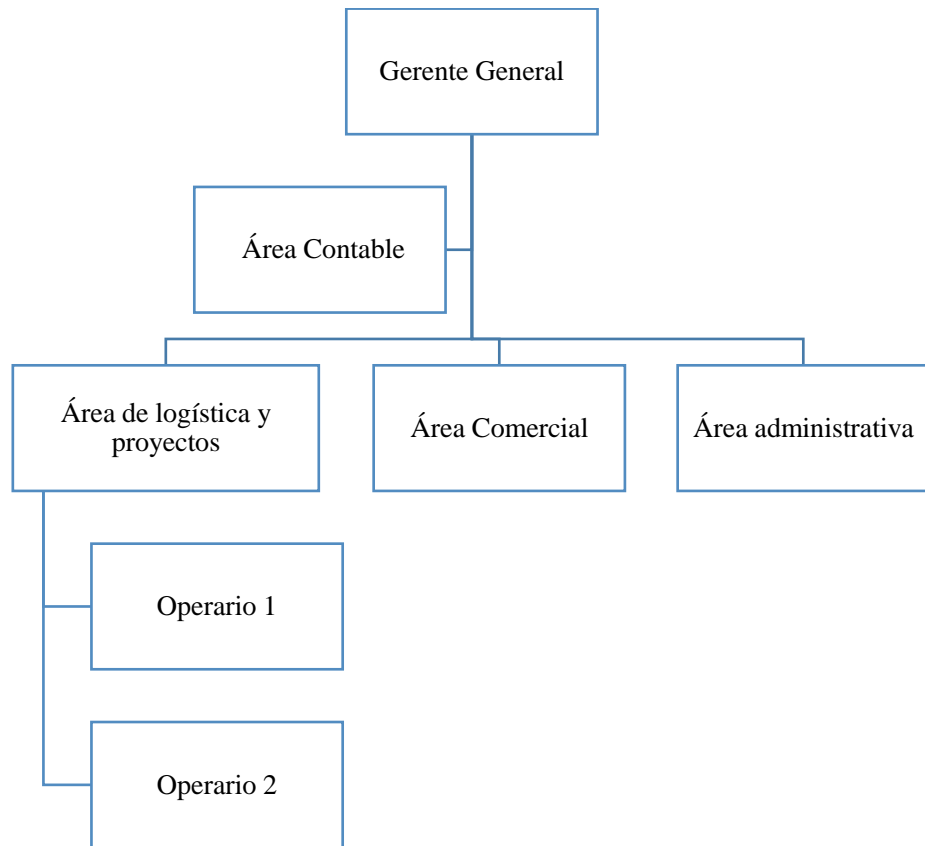 Gerente General
Área Contable
Área de logística y
proyectos
Área Comercial
Área administrativa
Operario 1
Operario 2